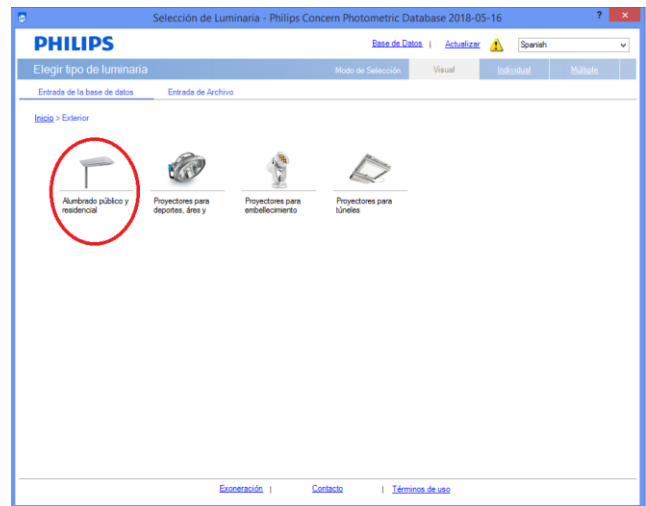 Selección de Luminaria - Philips Concern Photometric Database 2018-05-16 ? ×
PHILIPS Base de Datos | Actualizar Spanish
Elegir tipo de luminaria Modo de Selección Visual Individual Múltiple
Entrada de la base de datos Entrada de Archivo
Inicio > Exterior
Alumbrado público y
residencial
Proyectores para
deportes, área y
Proyectores para
embellecimiento
Proyectores para
túneles
Exoneración | Contacto | Términos de uso